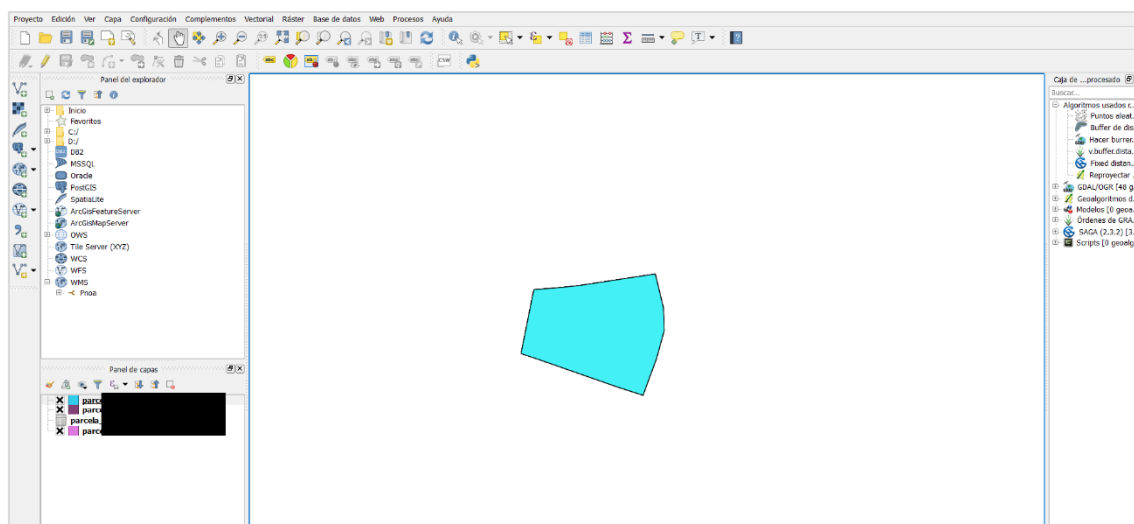 Proyecto Edición Ver Capa Configuración Complementos Vectorial Ráster Base de datos Web Procesos Ayuda
Panel del explorador
Inicio
Favoritos
C:/
D:/
DB2
MSSQL
Oracle
PostGIS
SpatiaLite
ArcGisFeatureServer
ArcGisMapServer
OWS
Tile Server (XYZ)
WCS
WFS
WMS
Pnoa
Panel de capas
parce
parce
parcela_
parce
Caja de ...procesado
Buscar...
Algoritmos usados r...
Puntos aleat...
Buffer de dis
Hacer burrer...
v.buffer.dista...
Fixed distan...
Reproyectar ...
GDAL/OGR [48 g...
Geoalgoritmos d...
Modelos [0 geoa...
Órdenes de GRA...
SAGA (2.3.2) [3...
Scripts [0 geoalg